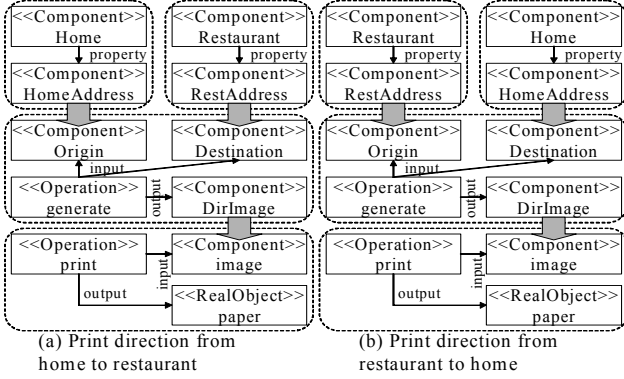 <<Component>> <<Component>> <<Component>> <<Component>>
Home Restaurant Restaurant Home
property property property property
<<Component>> <<Component>> <<Component>> <<Component>>
HomeAddress RestAddress RestAddress HomeAddress
<<Component>> <<Component>> <<Component>> <<Component>>
Origin Destination Origin Destination
input input
<<Operation>> output <<Component>> <<Operation>> output <<Component>>
generate DirImage generate DirImage
<<Operation>> <<Component>> <<Operation>> <<Component>>
print input image print input image
output <<RealObject>> output <<RealObject>>
paper paper
(a) Print direction from (b) Print direction from
home to restaurant restaurant to home